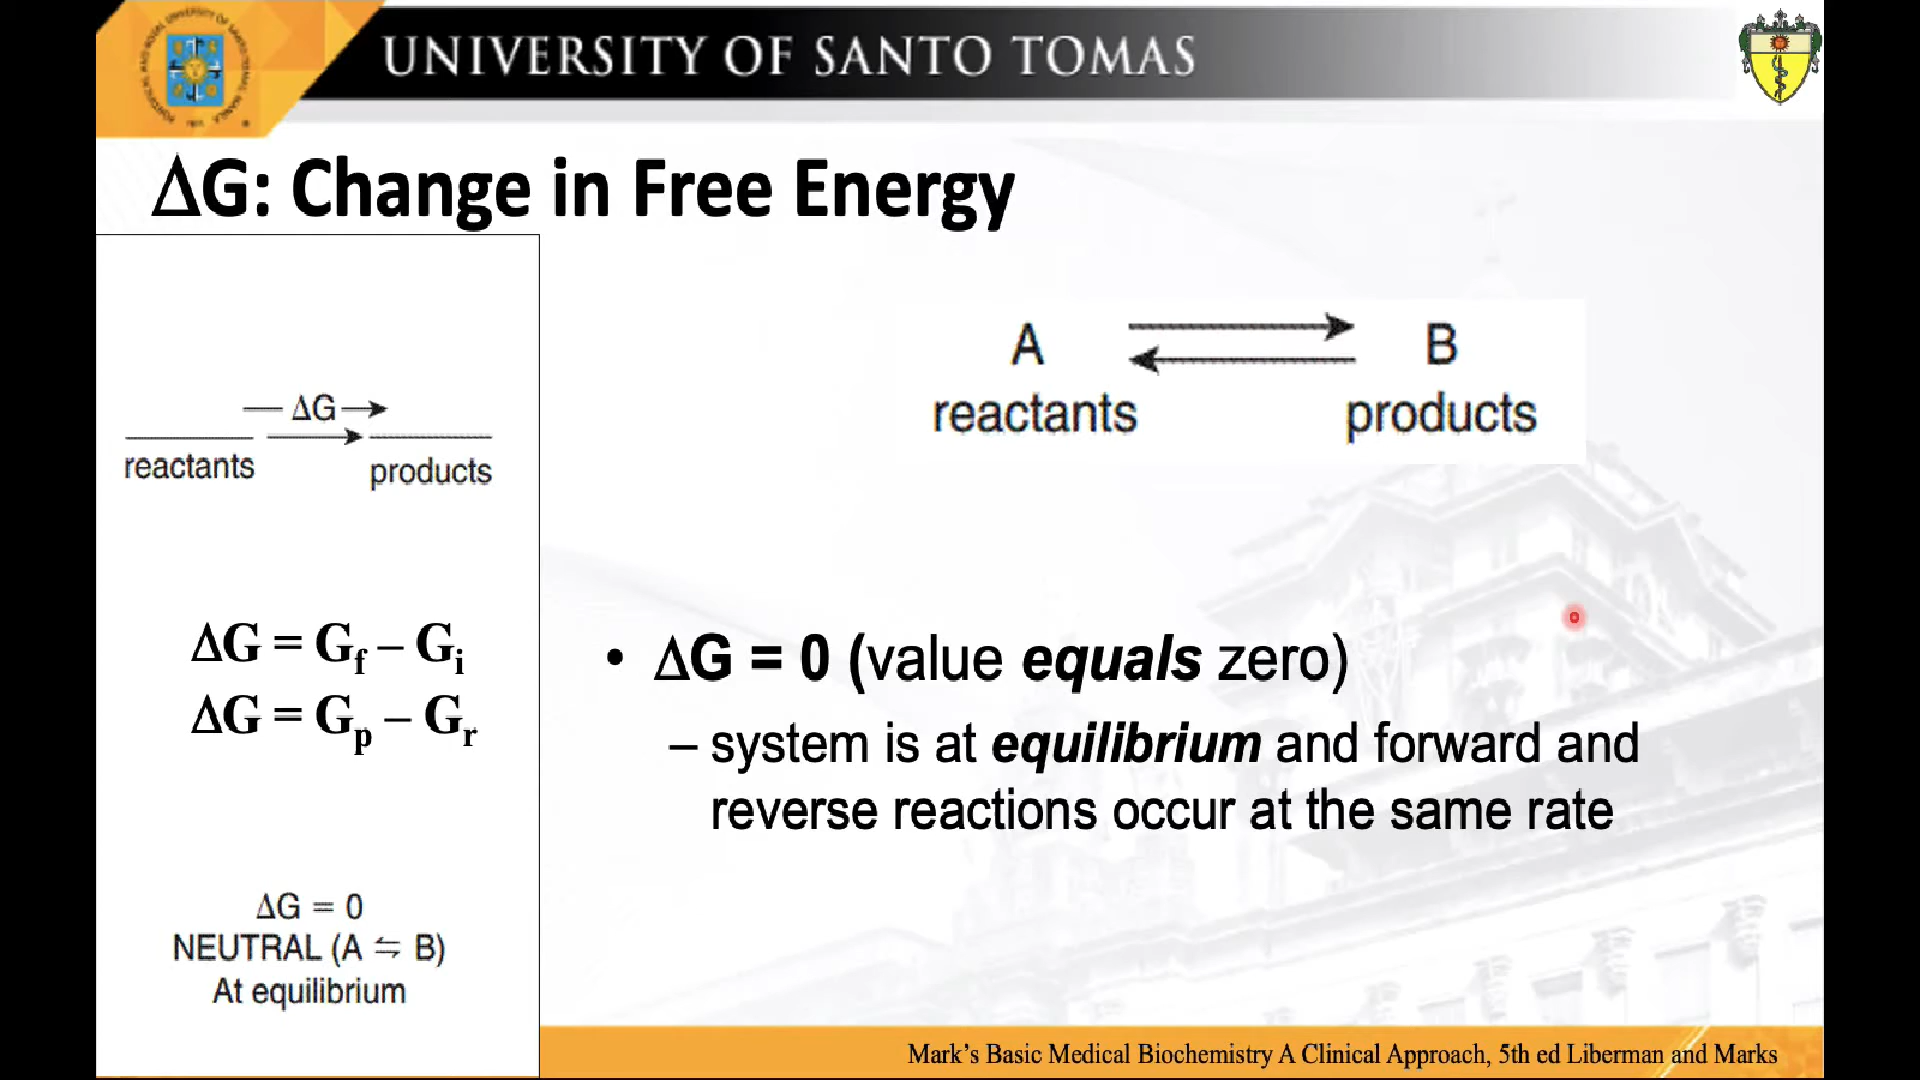 UNIVERSITY OF SANTO TOMAS
ΔG: Change in Free Energy
ΔG
reactants
products
ΔG = Gf – Gi
ΔG = Gp – Gr
ΔG = 0
NEUTRAL (A ⇆ B)
At equilibrium
A B
reactants products
• ΔG = 0 (value equals zero)
– system is at equilibrium and forward and
reverse reactions occur at the same rate
Mark's Basic Medical Biochemistry A Clinical Approach, 5th ed Liberman and Marks